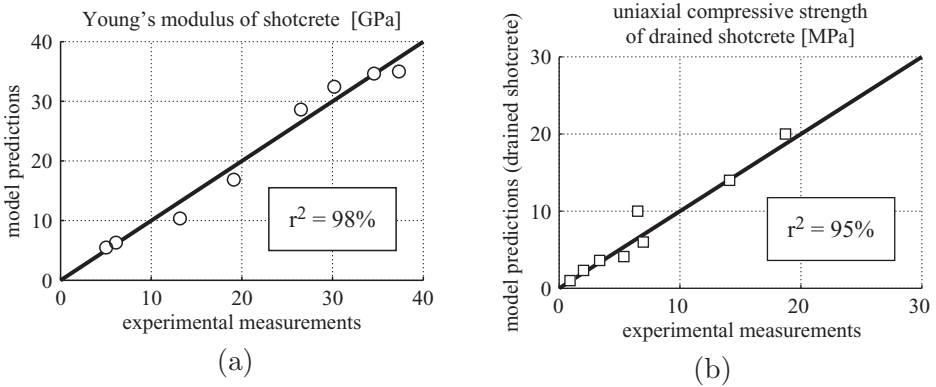 Young's modulus of shotcrete [GPa]
40
30
20
10
0
model predictions
r² = 98%
0 10 20 30 40
experimental measurements
(a)
uniaxial compressive strength
of drained shotcrete [MPa]
30
20
10
0
model predictions (drained shotcrete)
r² = 95%
0 10 20 30
experimental measurements
(b)